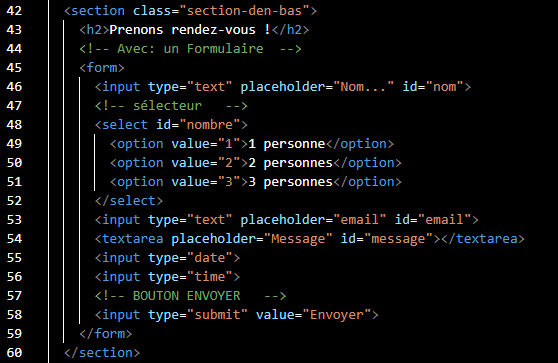 42 <section class="section-den-bas">
43 <h2>Prenons rendez-vous !</h2>
44 <!-- Avec: un Formulaire  -->
45 <form>
46 <input type="text" placeholder="Nom..." id="nom">
47 <!-- sélecteur   -->
48 <select id="nombre">
49 <option value="1">1 personne</option>
50 <option value="2">2 personnes</option>
51 <option value="3">3 personnes</option>
52 </select>
53 <input type="text" placeholder="email" id="email">
54 <textarea placeholder="Message" id="message"></textarea>
55 <input type="date">
56 <input type="time">
57 <!-- BOUTON ENVOYER   -->
58 <input type="submit" value="Envoyer">
59 </form>
60 </section>